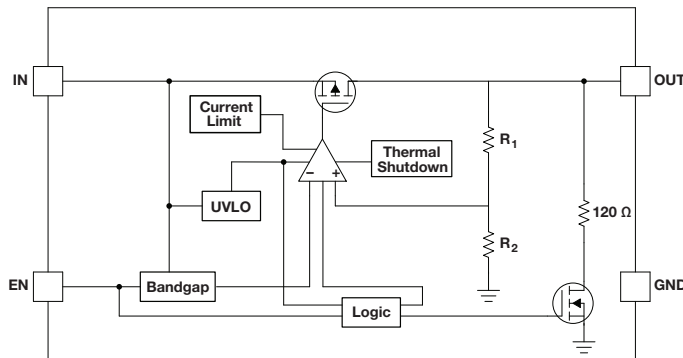 IN
OUT
Current
Limit
R1
Thermal
Shutdown
−
+
UVLO
120 Ω
R2
EN
Bandgap
GND
Logic